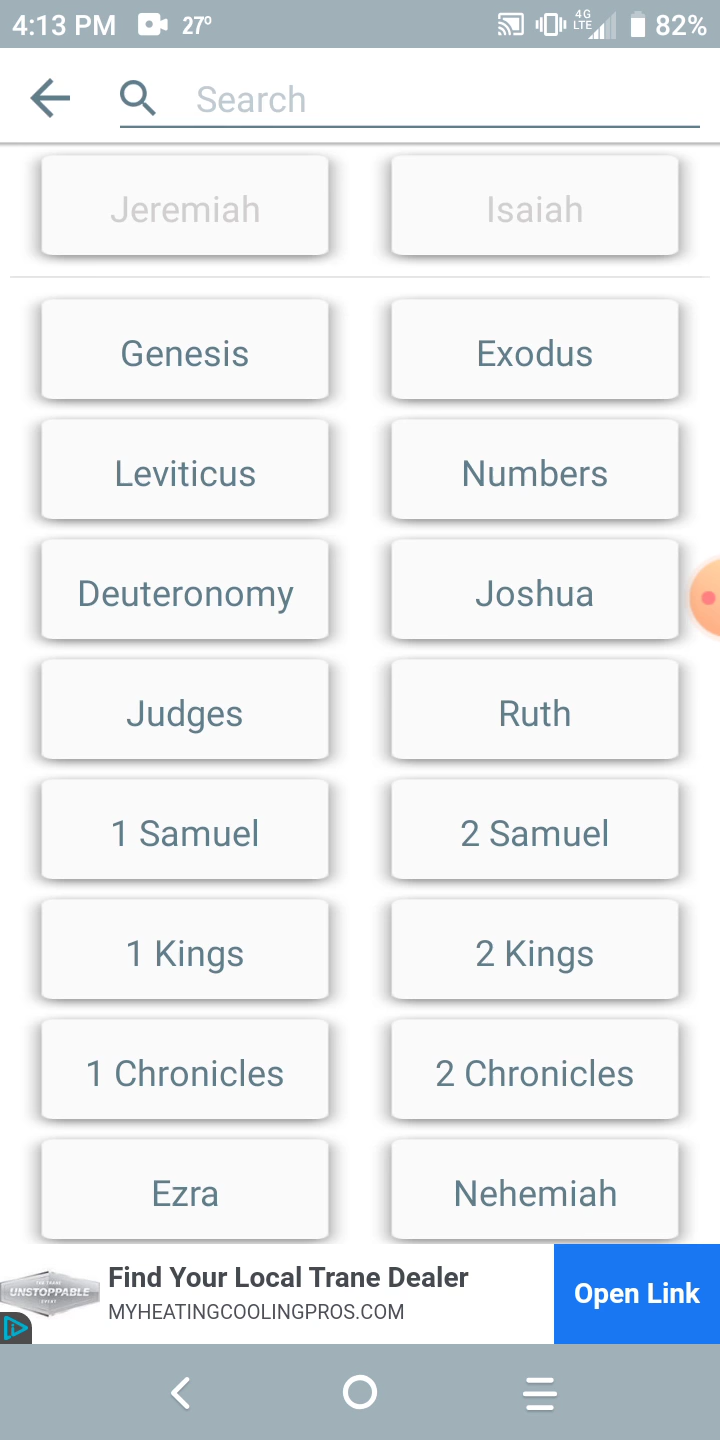 4:13 PM 27° 4G LTE 82%
Search
Jeremiah Isaiah
Genesis Exodus
Leviticus Numbers
Deuteronomy Joshua
Judges Ruth
1 Samuel 2 Samuel
1 Kings 2 Kings
1 Chronicles 2 Chronicles
Ezra Nehemiah
UNSTOPPABLE
Find Your Local Trane Dealer
MYHEATINGCOOLINGPROS.COM
Open Link